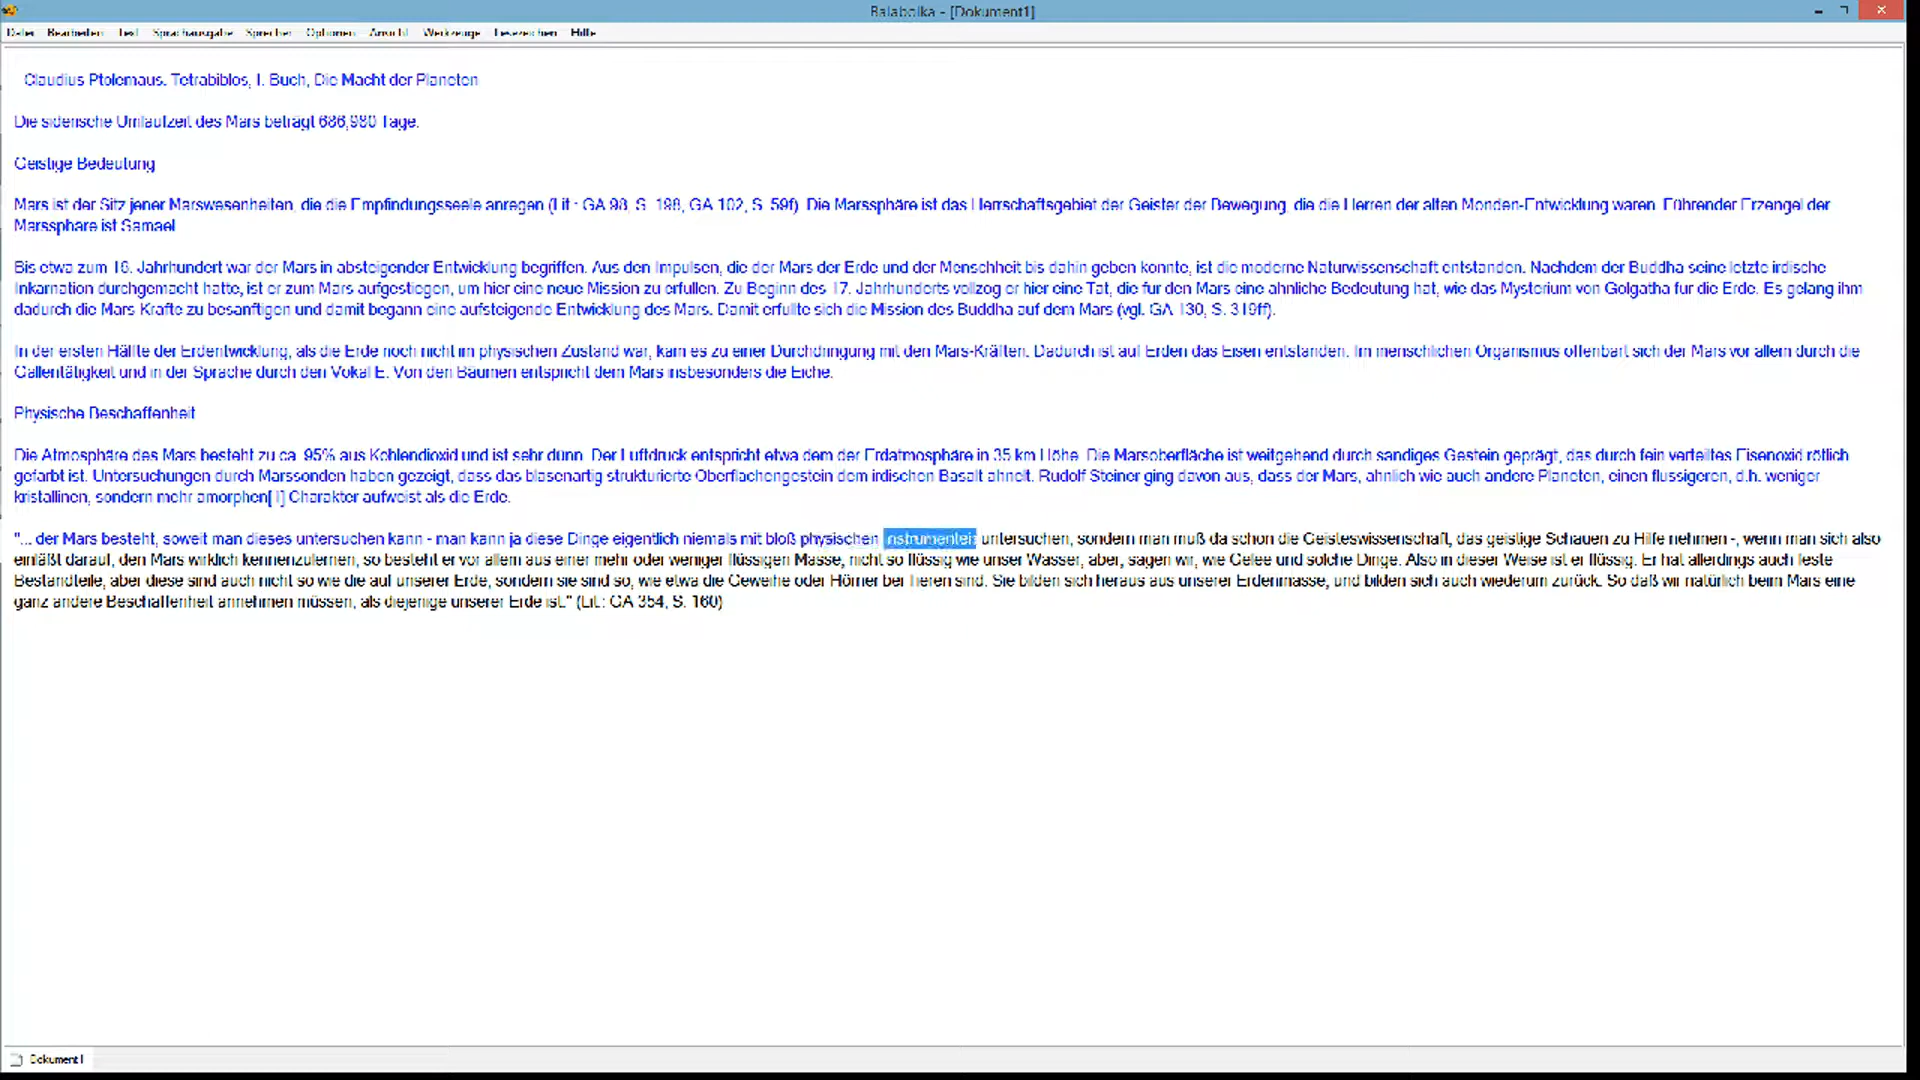 Balabolka - [Dokument1]
Datei Bearbeiten Text Sprachausgabe Sprecher Optionen Ansicht Werkzeuge Lesezeichen Hilfe
Claudius Ptolemäus. Tetrabiblos, I. Buch, Die Macht der Planeten
Die siderische Umlaufzeit des Mars beträgt 686,980 Tage.
Geistige Bedeutung
Mars ist der Sitz jener Marswesenheiten, die die Empfindungsseele anregen (Lit.: GA 98, S. 198, GA 102, S. 59f). Die Marssphäre ist das Herrschaftsgebiet der Geister der Bewegung, die die Herren der alten Monden-Entwicklung waren. Führender Erzengel der
Marssphäre ist Samael.
Bis etwa zum 16. Jahrhundert war der Mars in absteigender Entwicklung begriffen. Aus den Impulsen, die der Mars der Erde und der Menschheit bis dahin geben konnte, ist die moderne Naturwissenschaft entstanden. Nachdem der Buddha seine letzte irdische
Inkarnation durchgemacht hatte, ist er zum Mars aufgestiegen, um hier eine neue Mission zu erfüllen. Zu Beginn des 17. Jahrhunderts vollzog er hier eine Tat, die für den Mars eine ähnliche Bedeutung hat, wie das Mysterium von Golgatha für die Erde. Es gelang ihm
dadurch die Mars-Kräfte zu besänftigen und damit begann eine aufsteigende Entwicklung des Mars. Damit erfüllte sich die Mission des Buddha auf dem Mars (vgl. GA 130, S. 319ff).
In der ersten Hälfte der Erdentwicklung, als die Erde noch nicht im physischen Zustand war, kam es zu einer Durchdringung mit den Mars-Kräften. Dadurch ist auf Erden das Eisen entstanden. Im menschlichen Organismus offenbart sich der Mars vor allem durch die
Gallentätigkeit und in der Sprache durch den Vokal E. Von den Bäumen entspricht dem Mars insbesonders die Eiche.
Physische Beschaffenheit
Die Atmosphäre des Mars besteht zu ca. 95% aus Kohlendioxid und ist sehr dünn. Der Luftdruck entspricht etwa dem der Erdatmosphäre in 35 km Höhe. Die Marsoberfläche ist weitgehend durch sandiges Gestein geprägt, das durch fein verteiltes Eisenoxid rötlich
gefärbt ist. Untersuchungen durch Marssonden haben gezeigt, dass das blasenartig strukturierte Oberflächengestein dem irdischen Basalt ähnelt. Rudolf Steiner ging davon aus, dass der Mars, ähnlich wie auch andere Planeten, einen flüssigeren, d.h. weniger
kristallinen, sondern mehr amorphen[1] Charakter aufweist als die Erde.
"... der Mars besteht, soweit man dieses untersuchen kann - man kann ja diese Dinge eigentlich niemals mit bloß physischen Instrumenten untersuchen, sondern man muß da schon die Geisteswissenschaft, das geistige Schauen zu Hilfe nehmen -, wenn man sich also
einläßt darauf, den Mars wirklich kennenzulernen, so besteht er vor allem aus einer mehr oder weniger flüssigen Masse, nicht so flüssig wie unser Wasser, aber, sagen wir, wie Gelee und solche Dinge. Also in dieser Weise ist er flüssig. Er hat allerdings auch feste
Bestandteile, aber diese sind auch nicht so wie die auf unserer Erde, sondern sie sind so, wie etwa die Geweihe oder Hörner bei Tieren sind. Sie bilden sich heraus aus unserer Erdenmasse, und bilden sich auch wiederum zurück. So daß wir natürlich beim Mars eine
ganz andere Beschaffenheit annehmen müssen, als diejenige unserer Erde ist." (Lit.: GA 354, S. 160)
Dokument1